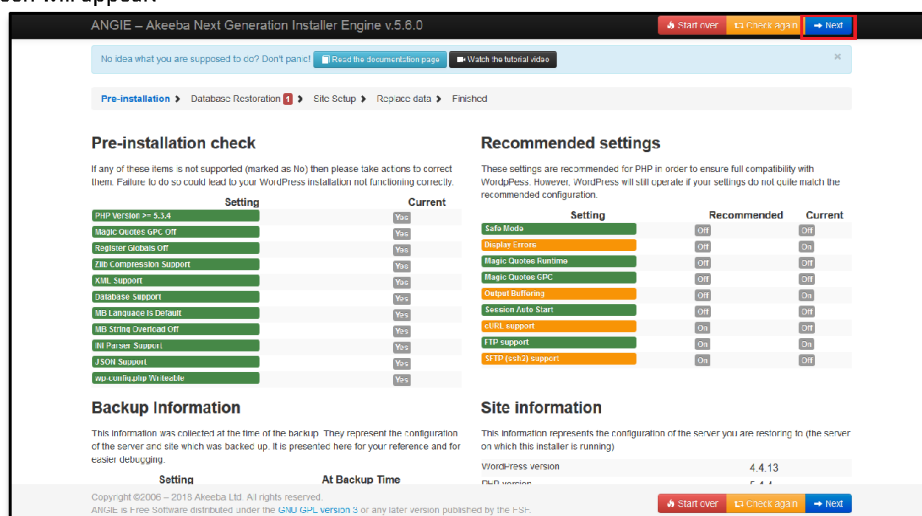 ANGIE – Akeeba Next Generation Installer Engine v.5.6.0
Start over Check again Next
No idea what you are supposed to do? Don't panic! Read the documentation page Watch the tutorial video ×
Pre-installation Database Restoration 1 Site Setup Replace data Finished
Pre-installation check
If any of these items is not supported (marked as No) then please take actions to correct
them. Failure to do so could lead to your WordPress installation not functioning correctly.
Setting Current
PHP Version >= 5.3.4 Yes
Magic Quotes GPC Off Yes
Register Globals Off Yes
Zlib Compression Support Yes
XML Support Yes
Database Support Yes
MB Language is Default Yes
MB String Overload Off Yes
INI Parser Support Yes
JSON Support Yes
wp-config.php Writeable Yes
Recommended settings
These settings are recommended for PHP in order to ensure full compatibility with
WordpPess. However, WordPress will still operate if your settings do not quite match the
recommended configuration.
Setting Recommended Current
Safe Mode Off Off
Display Errors Off On
Magic Quotes Runtime Off Off
Magic Quotes GPC Off Off
Output Buffering Off On
Session Auto Start Off Off
cURL support On Off
FTP support On On
SFTP (ssh2) support On Off
Backup Information
This information was collected at the time of the backup. They represent the configuration
of the server and site which was backed up. It is presented here for your reference and for
easier debugging.
Setting At Backup Time
Site information
This information represents the configuration of the server you are restoring to (the server
on which this installer is running)
WordPress version 4.4.13
PHP version
Copyright ©2006 – 2018 Akeeba Ltd. All rights reserved.
ANGIE is Free Software distributed under the GNU GPL version 3 or any later version published by the FSF.
Start over Check again Next